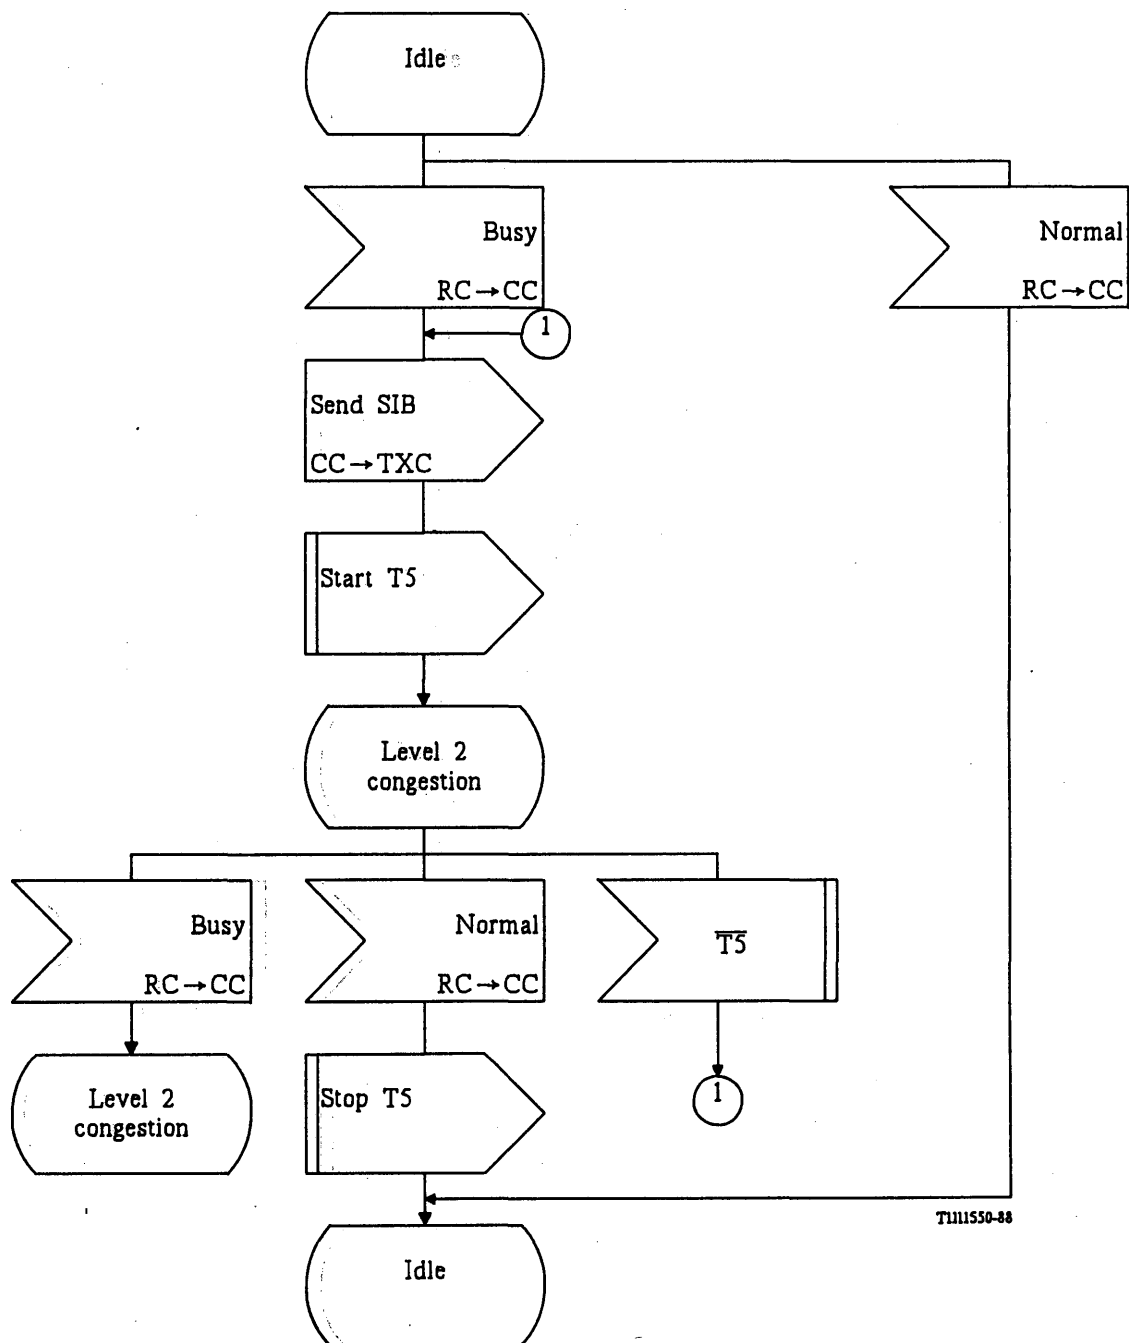 Idle
Busy
RC→CC
Normal
RC→CC
1
Send SIB
CC→TXC
Start T5
Level 2
congestion
Busy
RC→CC
Normal
RC→CC
T5
Level 2
congestion
Stop T5
1
T1111550-88
Idle